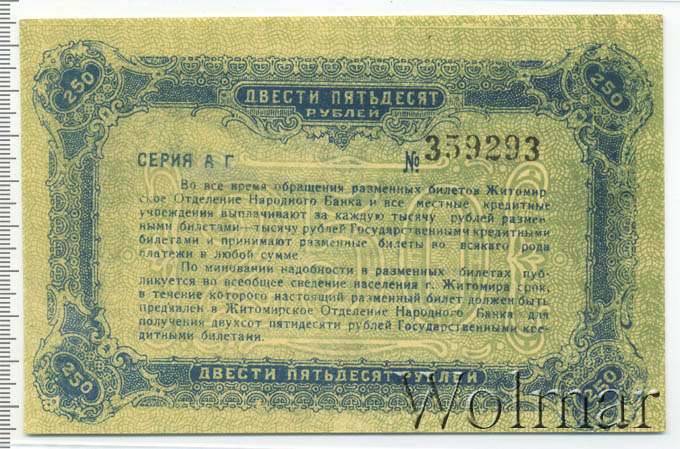 250
250
ДВЕСТИ ПЯТЬДЕСЯТ
РУБЛЕЙ
СЕРИЯ А Г № 359293
Во все время обращения разменных билетов Житомир
ское Отделение Народного Банка и все местные кредитные
учреждения выплачивают за каждую тысячу рублей размен
ными билетами—тысячу рублей Государственными кредитными
билетами и принимают разменные билеты во всякаго рода
платежи в любой сумме.
По миновании надобности в разменных билетах пуб-
ликуется во всеобщее сведение населения г. Житомира срок,
в течение которого настоящий разменный билет должен быть
предявлен в Житомирское Отделение Народного Банка для
получения двухсот пятидесяти рублей Государственными кре-
дитными билетами.
ДВЕСТИ ПЯТЬДЕСЯТ РУБЛЕЙ
250
250
Wolmar